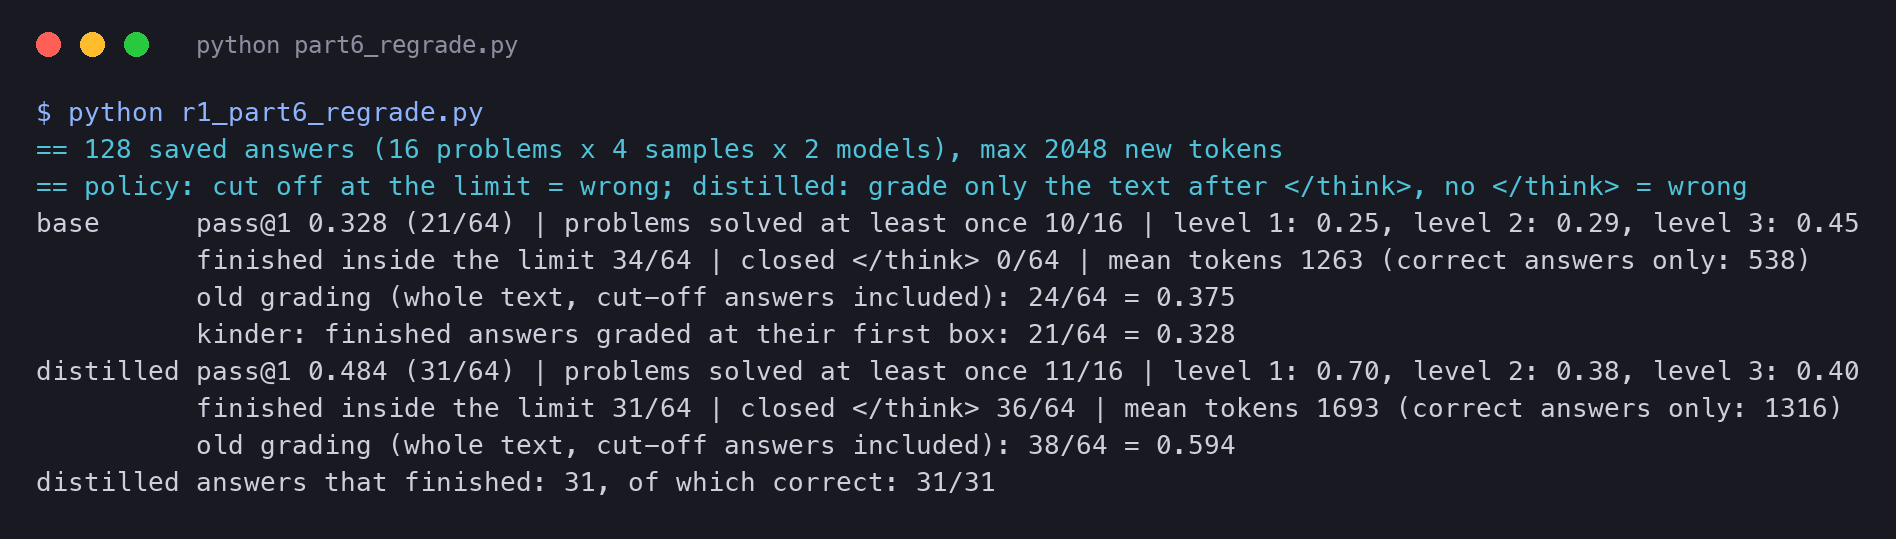 python part6_regrade.py
$ python r1_part6_regrade.py
== 128 saved answers (16 problems x 4 samples x 2 models), max 2048 new tokens
== policy: cut off at the limit = wrong; distilled: grade only the text after </think>, no </think> = wrong
base      pass@1 0.328 (21/64) | problems solved at least once 10/16 | level 1: 0.25, level 2: 0.29, level 3: 0.45
          finished inside the limit 34/64 | closed </think> 0/64 | mean tokens 1263 (correct answers only: 538)
          old grading (whole text, cut-off answers included): 24/64 = 0.375
          kinder: finished answers graded at their first box: 21/64 = 0.328
distilled pass@1 0.484 (31/64) | problems solved at least once 11/16 | level 1: 0.70, level 2: 0.38, level 3: 0.40
          finished inside the limit 31/64 | closed </think> 36/64 | mean tokens 1693 (correct answers only: 1316)
          old grading (whole text, cut-off answers included): 38/64 = 0.594
distilled answers that finished: 31, of which correct: 31/31